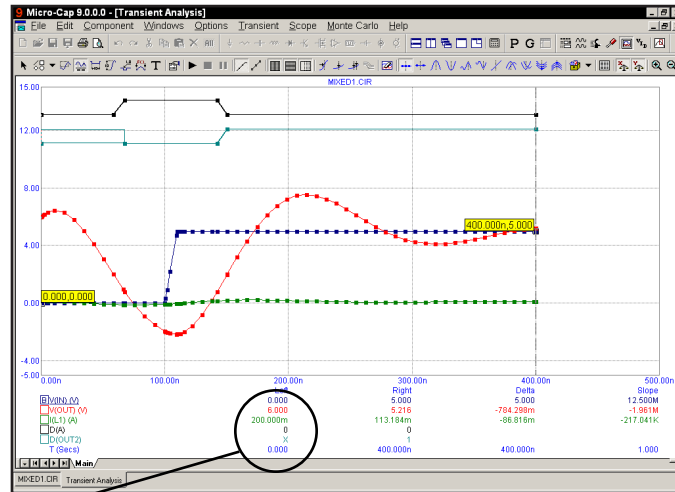 9 Micro-Cap 9.0.0.0 - [Transient Analysis]
File Edit Component Windows Options Transient Scope Monte Carlo Help
All P G
T
MIXED1.CIR
15.00
12.00
8.00
4.00
0.00
-4.00
-5.00
400.000n,5.000
0.000,0.000
0.00n 100.00n 200.00n 300.00n 400.00n 500.00n
Left Right Delta Slope
B V(IN) (V) 0.000 5.000 5.000 12.500M
V(OUT) (V) 6.000 5.216 -784.298m -1.961M
I(L1) (A) 200.000m 113.184m -86.816m -217.041K
D(A) 0 0
D(OUT2) X 1
T (Secs) 0.000 400.000n 400.000n 1.000
Main
MIXED1.CIR Transient Analysis